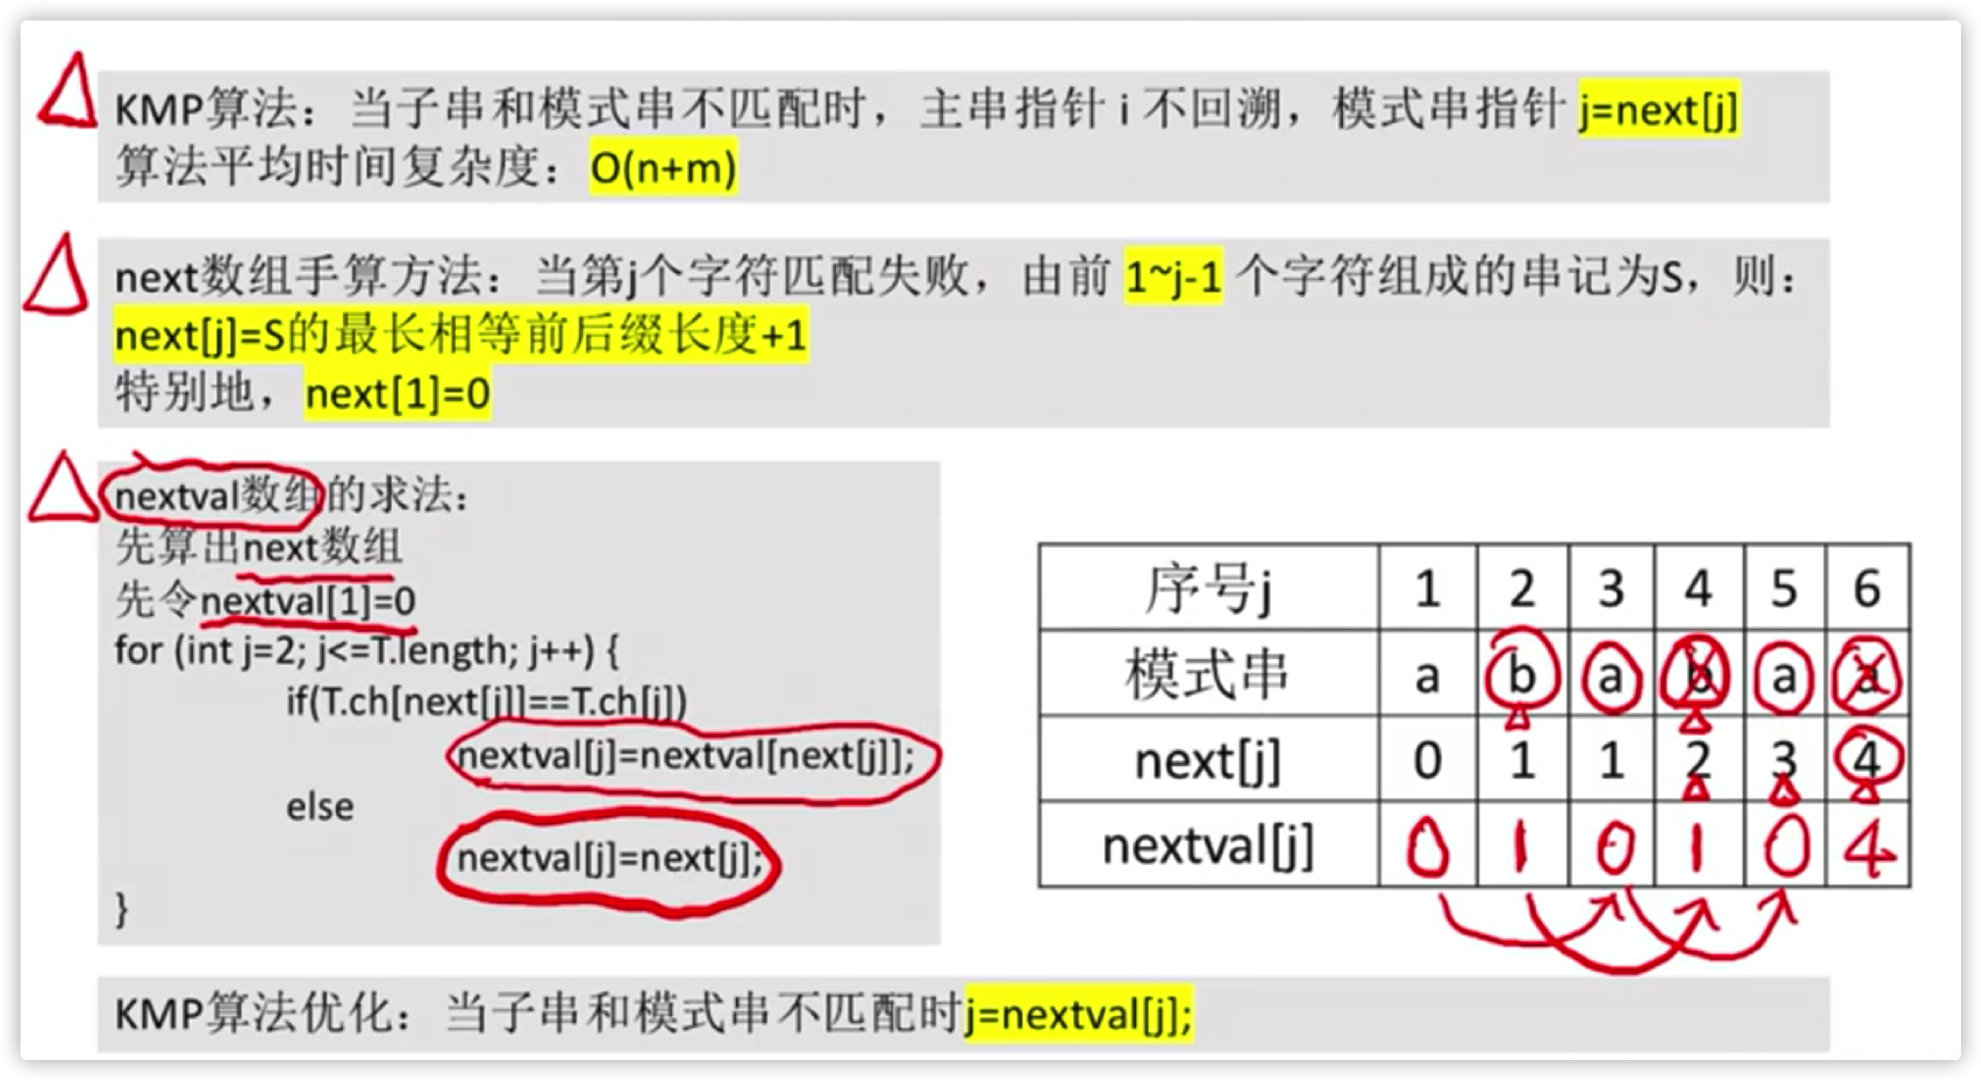 KMP算法：当子串和模式串不匹配时，主串指针 i 不回溯，模式串指针 j=next[j]
算法平均时间复杂度：O(n+m)
next数组手算方法：当第j个字符匹配失败，由前 1~j-1 个字符组成的串记为S，则：
next[j]=S的最长相等前后缀长度+1
特别地，next[1]=0
nextval数组的求法：
先算出next数组
先令nextval[1]=0
for (int j=2; j<=T.length; j++) {
if(T.ch[next[j]]==T.ch[j])
nextval[j]=nextval[next[j]];
else
nextval[j]=next[j];
}
序号j 1 2 3 4 5 6
模式串 a b a b a a
next[j] 0 1 1 2 3 4
nextval[j] 0 1 0 1 0 4
KMP算法优化：当子串和模式串不匹配时j=nextval[j];